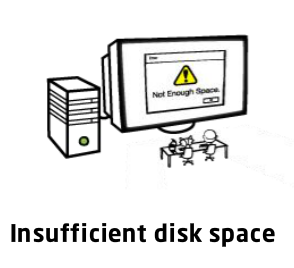 Not Enough Space.
Insufficient disk space